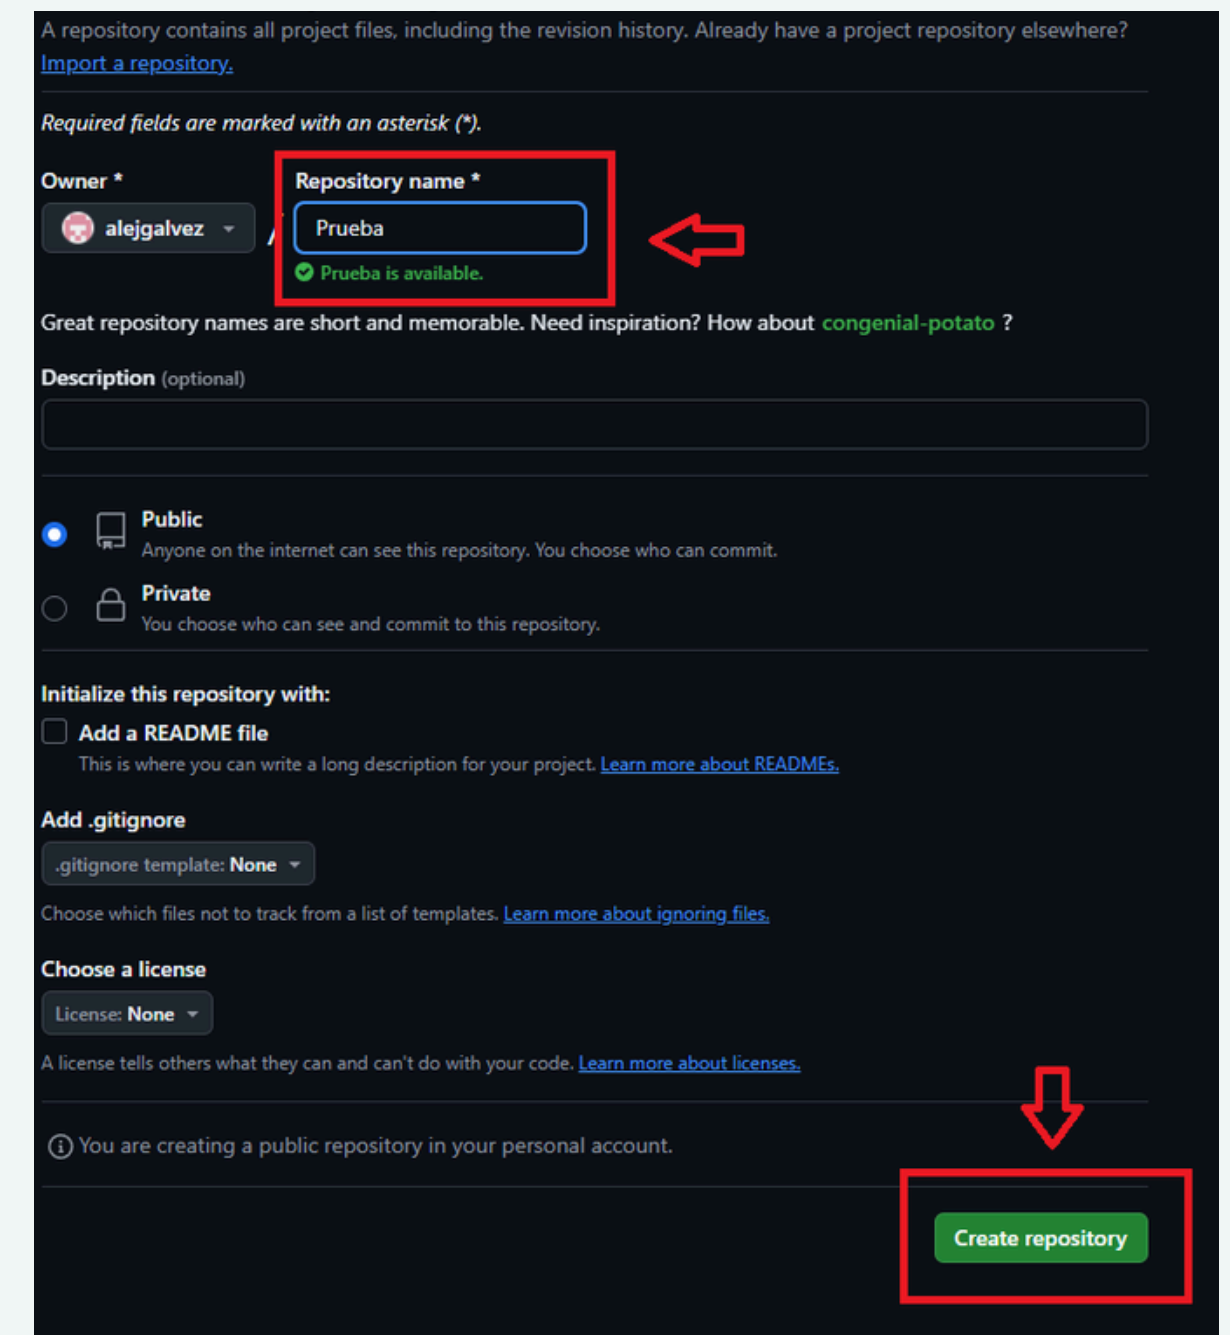 A repository contains all project files, including the revision history. Already have a project repository elsewhere?
Import a repository.
Required fields are marked with an asterisk (*).
Owner *
Repository name *
alejgalvez
/
Prueba
Prueba is available.
Great repository names are short and memorable. Need inspiration? How about congenial-potato ?
Description (optional)
Public
Anyone on the internet can see this repository. You choose who can commit.
Private
You choose who can see and commit to this repository.
Initialize this repository with:
Add a README file
This is where you can write a long description for your project. Learn more about READMEs.
Add .gitignore
.gitignore template: None
Choose which files not to track from a list of templates. Learn more about ignoring files.
Choose a license
License: None
A license tells others what they can and can't do with your code. Learn more about licenses.
You are creating a public repository in your personal account.
Create repository